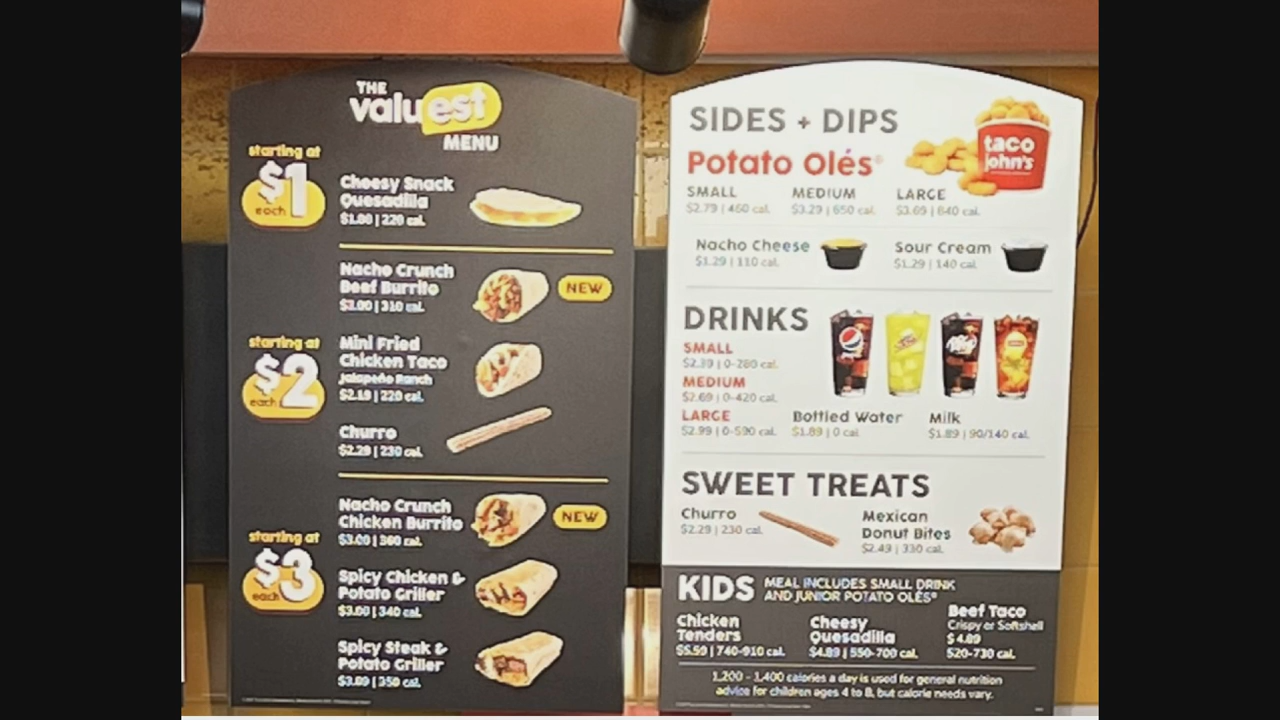 THE
valuest
MENU
starting at
$1
each
Cheesy Snack
Quesadilla
$1.00 | 220 cal.
Nacho Crunch
Beef Burrito
310 cal.
NEW
starting at
$2
each
Mini Fried
Chicken Taco
Jalapeño Ranch
$2.19 | 220 cal.
Churro
$2.29 | 230 cal.
Nacho Crunch
Chicken Burrito
$3.00 | 360 cal.
NEW
starting at
$3
each
Spicy Chicken &
Potato Griller
$3.00 | 340 cal.
Spicy Steak &
Potato Griller
350 cal.
SIDES + DIPS
taco
john's
Potato Olés®
SMALL MEDIUM LARGE
$2.79 | 460 cal. $3.29 | 650 cal. $3.69 | 840 cal.
Nacho Cheese Sour Cream
$1.29 | 110 cal. $1.29 | 140 cal.
DRINKS
pepsi
SMALL
$2.39 | 0-280 cal.
MEDIUM
$2.69 | 0-420 cal.
LARGE Bottled Water Milk
$2.99 | 0-590 cal. $1.89 | 0 cal. $1.89 | 90/140 cal.
SWEET TREATS
Churro
$2.29 | 230 cal.
Mexican
Donut Bites
$2.49 | 330 cal.
KIDS MEAL INCLUDES SMALL DRINK
AND JUNIOR POTATO OLÉS®
Chicken
Tenders
$5.59 | 740-910 cal.
Cheesy
Quesadilla
$4.89 | 550-700 cal.
Beef Taco
Crispy or Softshell
$4.89
520-730 cal.
1,200 - 1,400 calories a day is used for general nutrition
advice for children ages 4 to 8, but calorie needs vary.